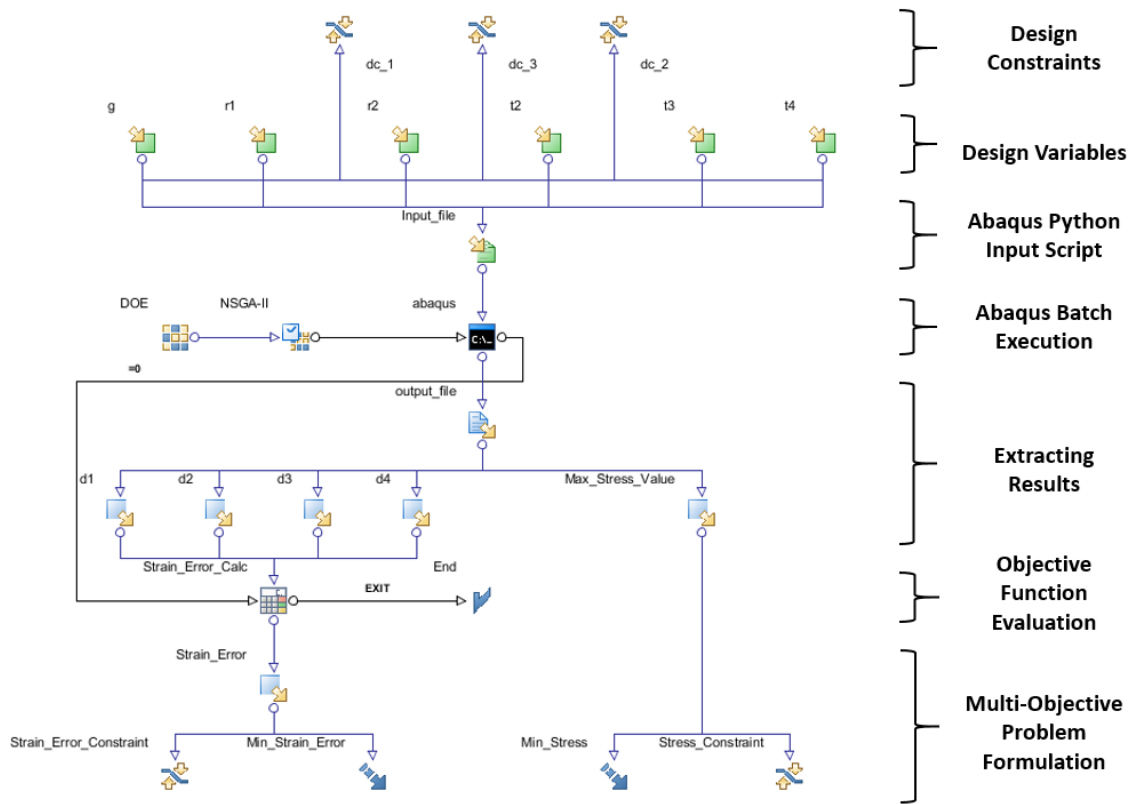 Design
Constraints
dc_1
dc_3
dc_2
g
r1
r2
t2
t3
t4
Design Variables
Input_file
Abaqus Python
Input Script
DOE
NSGA-II
abaqus
C:\_
Abaqus Batch
Execution
=0
output_file
d1
d2
d3
d4
Max_Stress_Value
Extracting
Results
Strain_Error_Calc
End
EXIT
Objective
Function
Evaluation
Strain_Error
Strain_Error_Constraint
Min_Strain_Error
Min_Stress
Stress_Constraint
Multi-Objective
Problem
Formulation